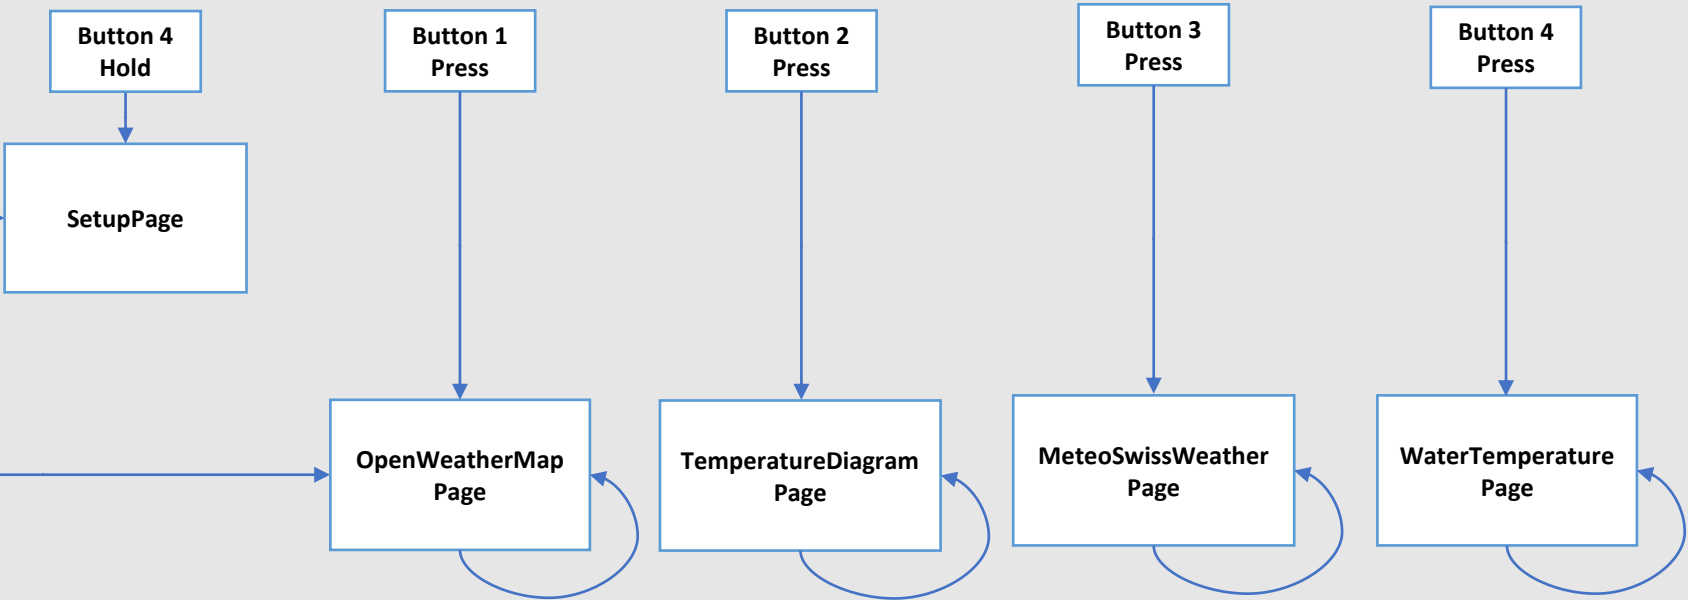 Button 4
Hold
Button 1
Press
Button 2
Press
Button 3
Press
Button 4
Press
SetupPage
OpenWeatherMap
Page
TemperatureDiagram
Page
MeteoSwissWeather
Page
WaterTemperature
Page